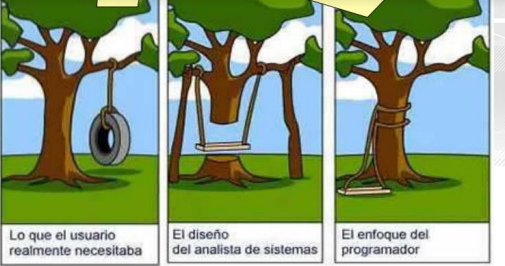 Lo que el usuario
realmente necesitaba
El diseño
del analista de sistemas
El enfoque del
programador